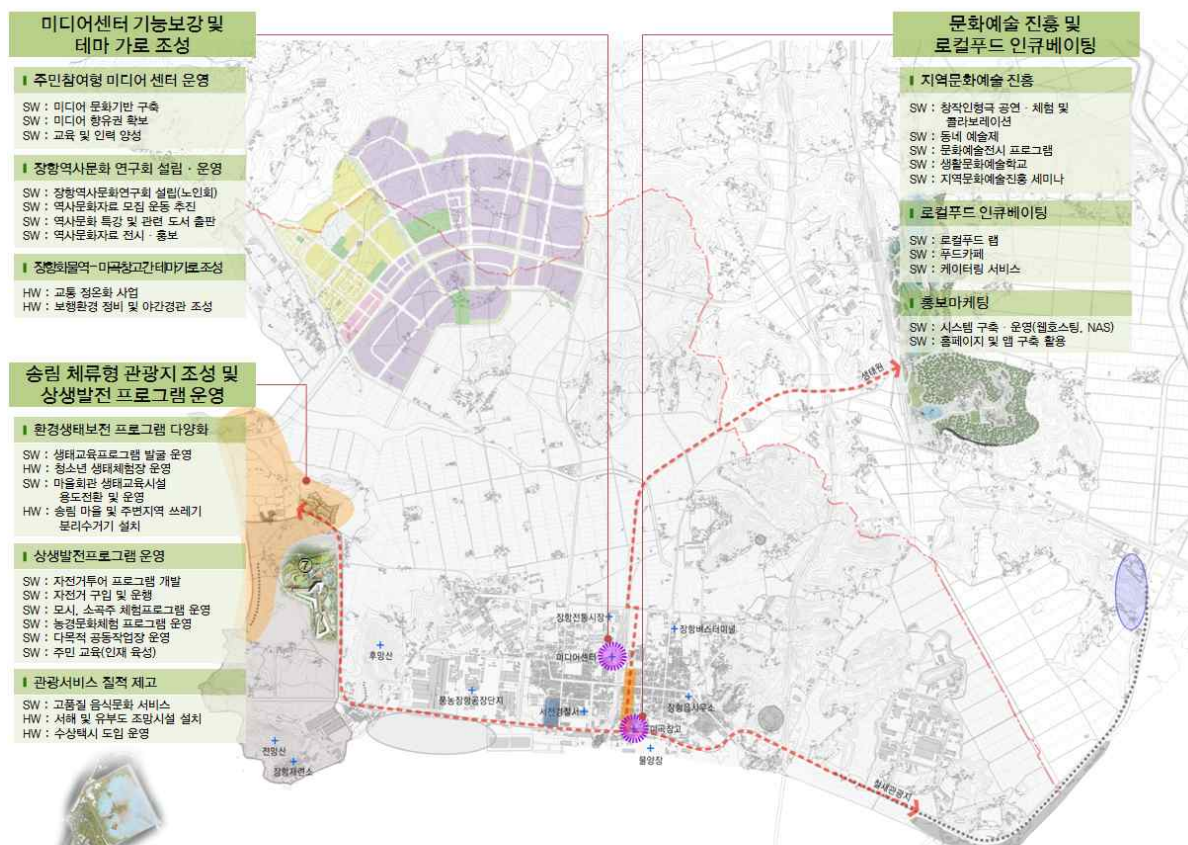 미디어센터 기능보강 및
테마 가로 조성
주민참여형 미디어 센터 운영
SW : 미디어 문화기반 구축
SW : 미디어 향유권 확보
SW : 교육 및 인력 양성
장항역사문화 연구회 설립 · 운영
SW : 장항역사문화연구회 설립(노인회)
SW : 역사문화자료 모집 운동 추진
SW : 역사문화 특강 및 관련 도서 출판
SW : 역사문화자료 전시 · 홍보
장항화물역-미곡창고간 테마가로 조성
HW : 교통 정온화 사업
HW : 보행환경 정비 및 야간경관 조성
송림 체류형 관광지 조성 및
상생발전 프로그램 운영
환경생태보전 프로그램 다양화
SW : 생태교육프로그램 발굴 운영
HW : 청소년 생태체험장 운영
SW : 마을회관 생태교육시설
용도전환 및 운영
HW : 송림 마을 및 주변지역 쓰레기
분리수거기 설치
상생발전프로그램 운영
SW : 자전거투어 프로그램 개발
SW : 자전거 구입 및 운행
SW : 모시, 소곡주 체험프로그램 운영
SW : 농경문화체험 프로그램 운영
SW : 다목적 공동작업장 운영
SW : 주민 교육(인재 육성)
관광서비스 질적 제고
SW : 고품질 음식문화 서비스
HW : 서해 및 유부도 조망시설 설치
HW : 수상택시 도입 운영
문화예술 진흥 및
로컬푸드 인큐베이팅
지역문화예술 진흥
SW : 창작인형극 공연 · 체험 및
콜라보레이션
SW : 동네 예술제
SW : 문화예술전시 프로그램
SW : 생활문화예술학교
SW : 지역문화예술진흥 세미나
로컬푸드 인큐베이팅
SW : 로컬푸드 랩
SW : 푸드카페
SW : 케이터링 서비스
홍보마케팅
SW : 시스템 구축 · 운영(웹호스팅, NAS)
SW : 홈페이지 및 앱 구축 활용
생태원
⑦
장항전통시장
장항버스터미널
미디어센터
후망산
풍농장항공장단지
서천경찰서
장항읍사무소
미곡창고
물양장
전망산
장항제련소
철새관광지